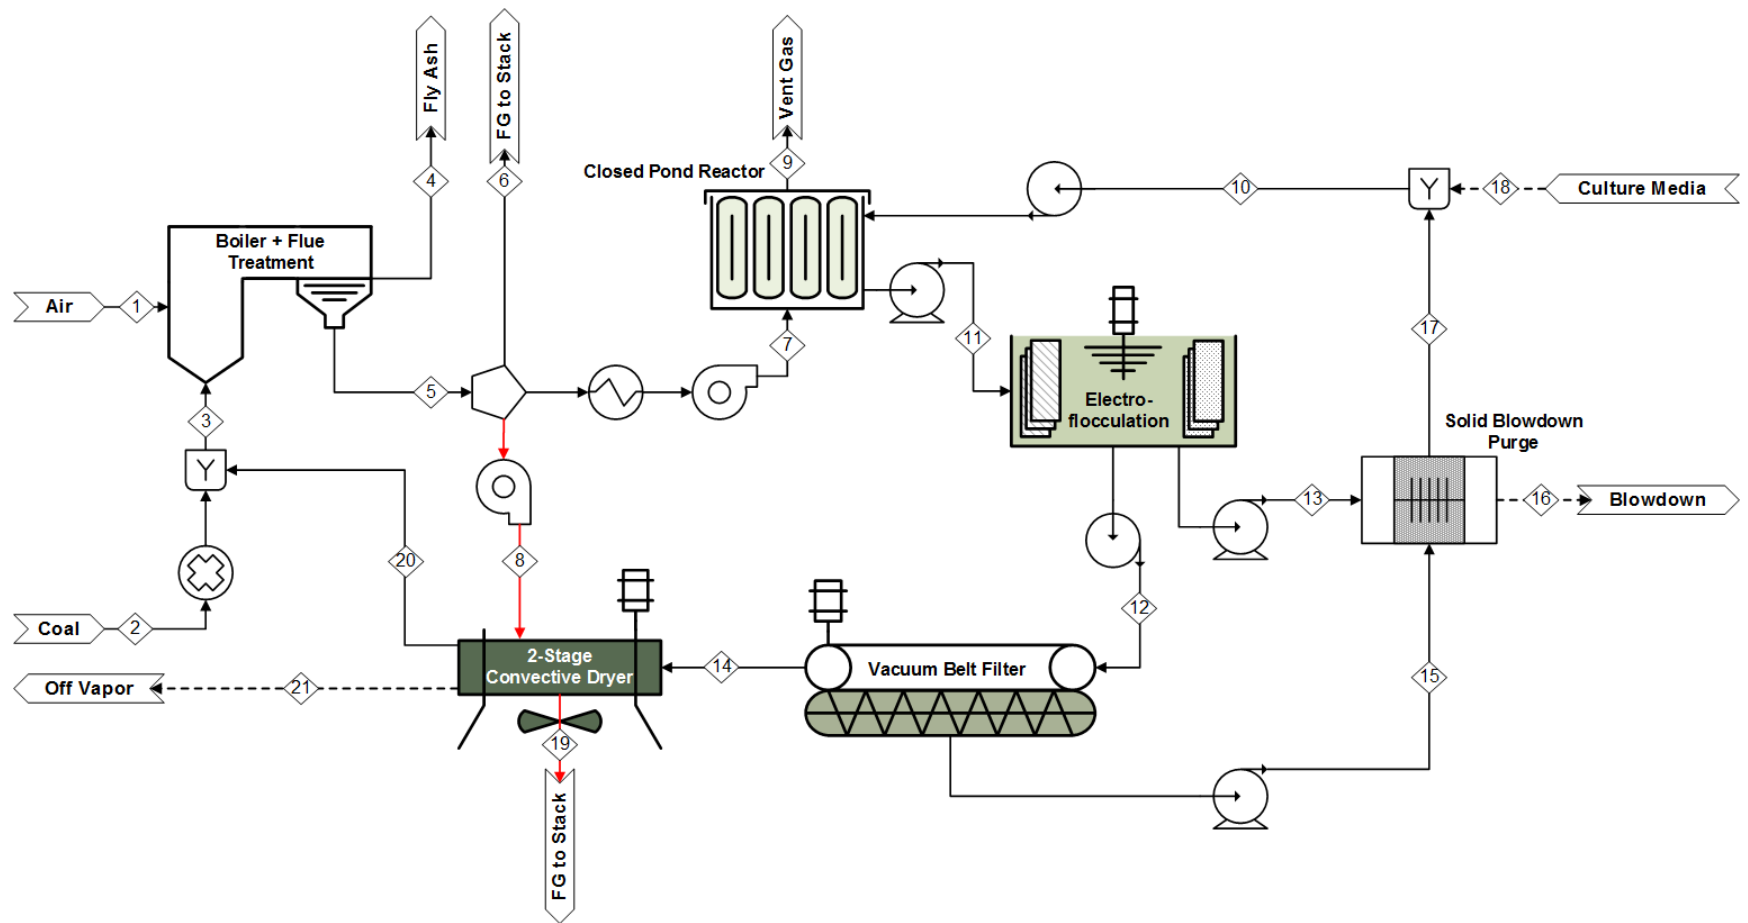 Fly Ash
FG to Stack
Vent Gas
4
6
9
Closed Pond Reactor
10
Y
18
Culture Media
Boiler + Flue
Treatment
Air
1
7
11
17
5
Electro-
flocculation
3
Solid Blowdown
Purge
Y
13
16
Blowdown
20
8
12
Coal
2
2-Stage
Convective Dryer
14
Vacuum Belt Filter
15
Off Vapor
21
19
FG to Stack